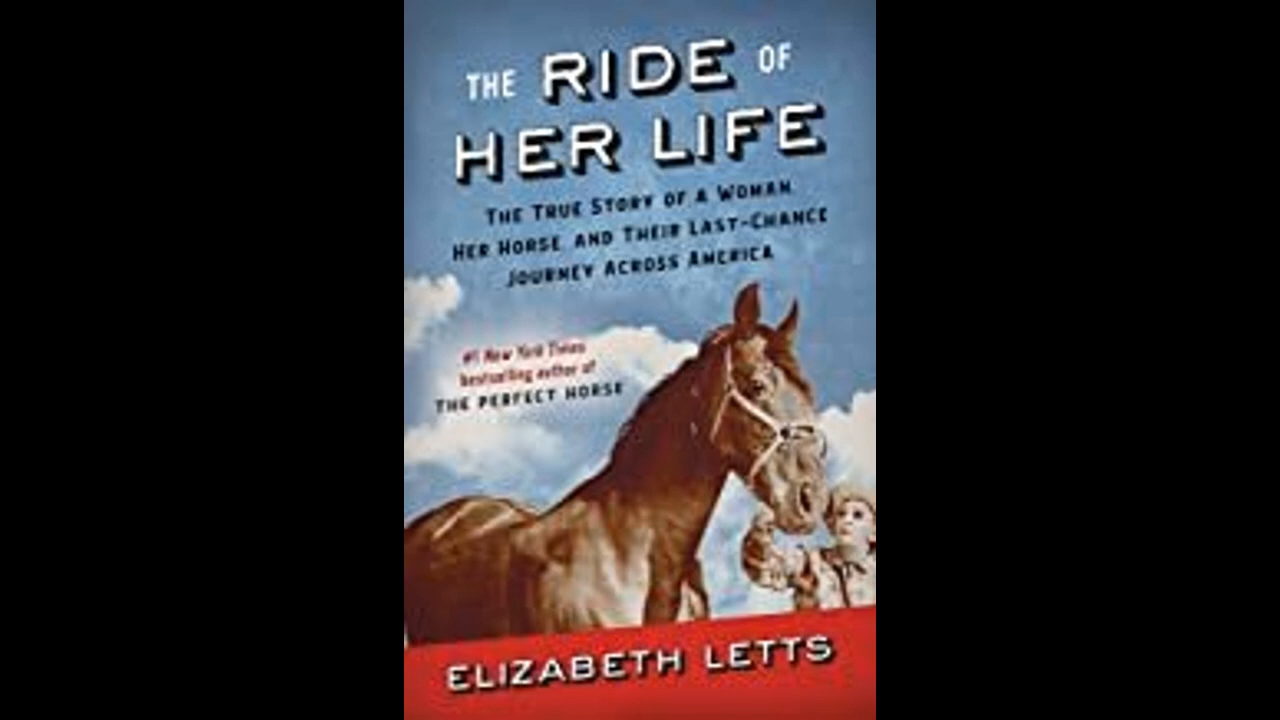 THE RIDE OF
HER LIFE
THE TRUE STORY OF A WOMAN
HER HORSE, AND THEIR LAST-CHANCE
JOURNEY ACROSS AMERICA
#1 New York Times
bestselling author of
THE PERFECT HORSE
ELIZABETH LETTS